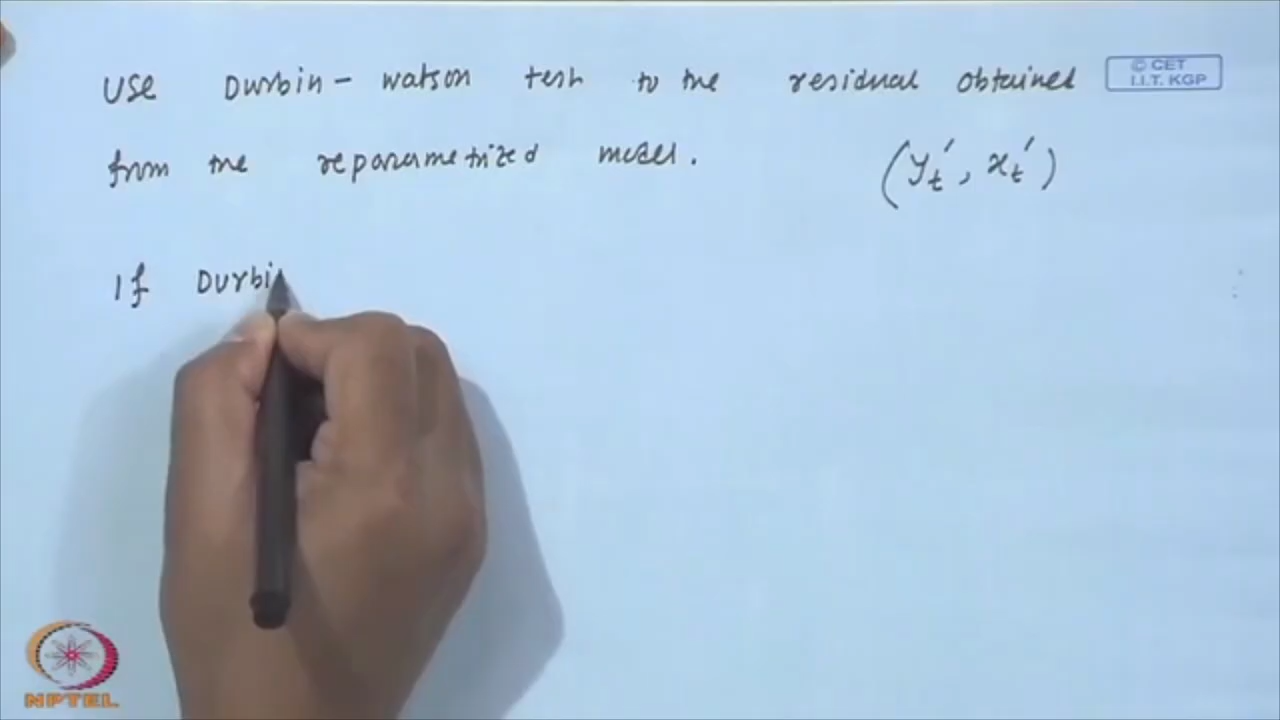 Use Durbin-Watson test to the residual obtained
from the reparametrized model. (y_t', x_t')
If Durbi
© CET
I.I.T. KGP
NPTEL